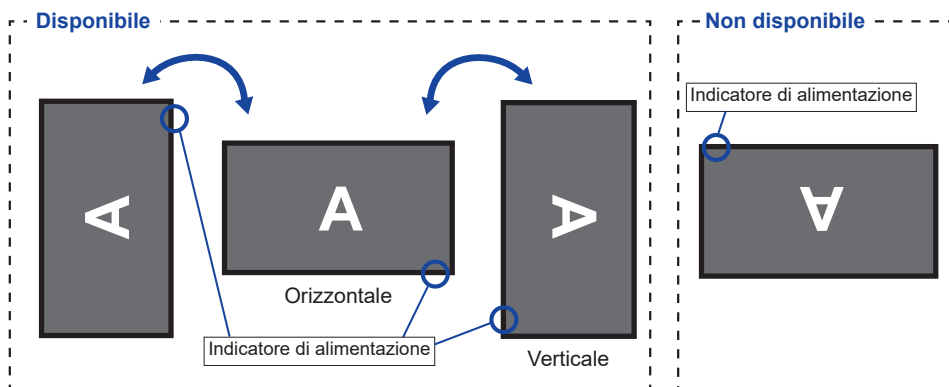 Disponibile
Non disponibile
Indicatore di alimentazione
A
A
A
A
Orizzontale
Indicatore di alimentazione
Verticale